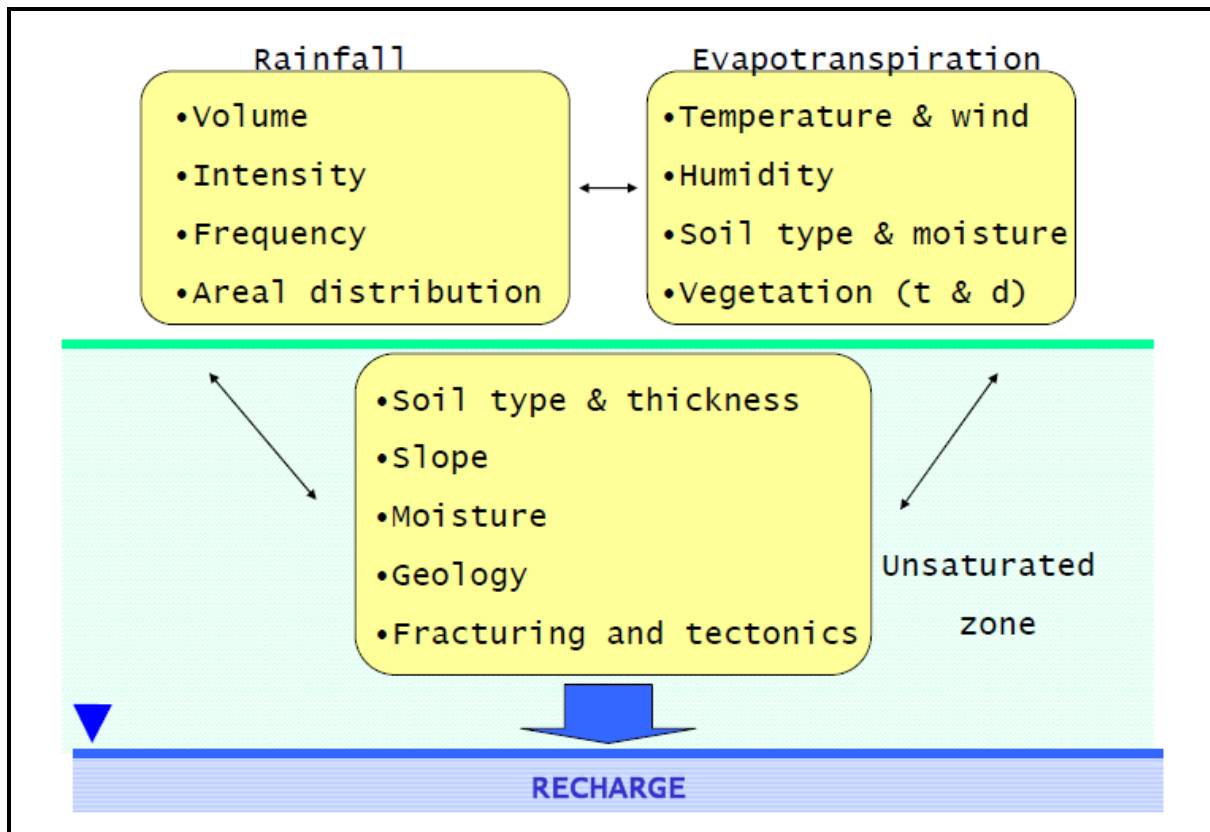 Rainfall
•Volume
•Intensity
•Frequency
•Areal distribution
Evapotranspiration
•Temperature & wind
•Humidity
•Soil type & moisture
•Vegetation (t & d)
•Soil type & thickness
•Slope
•Moisture
•Geology
•Fracturing and tectonics
Unsaturated
zone
RECHARGE